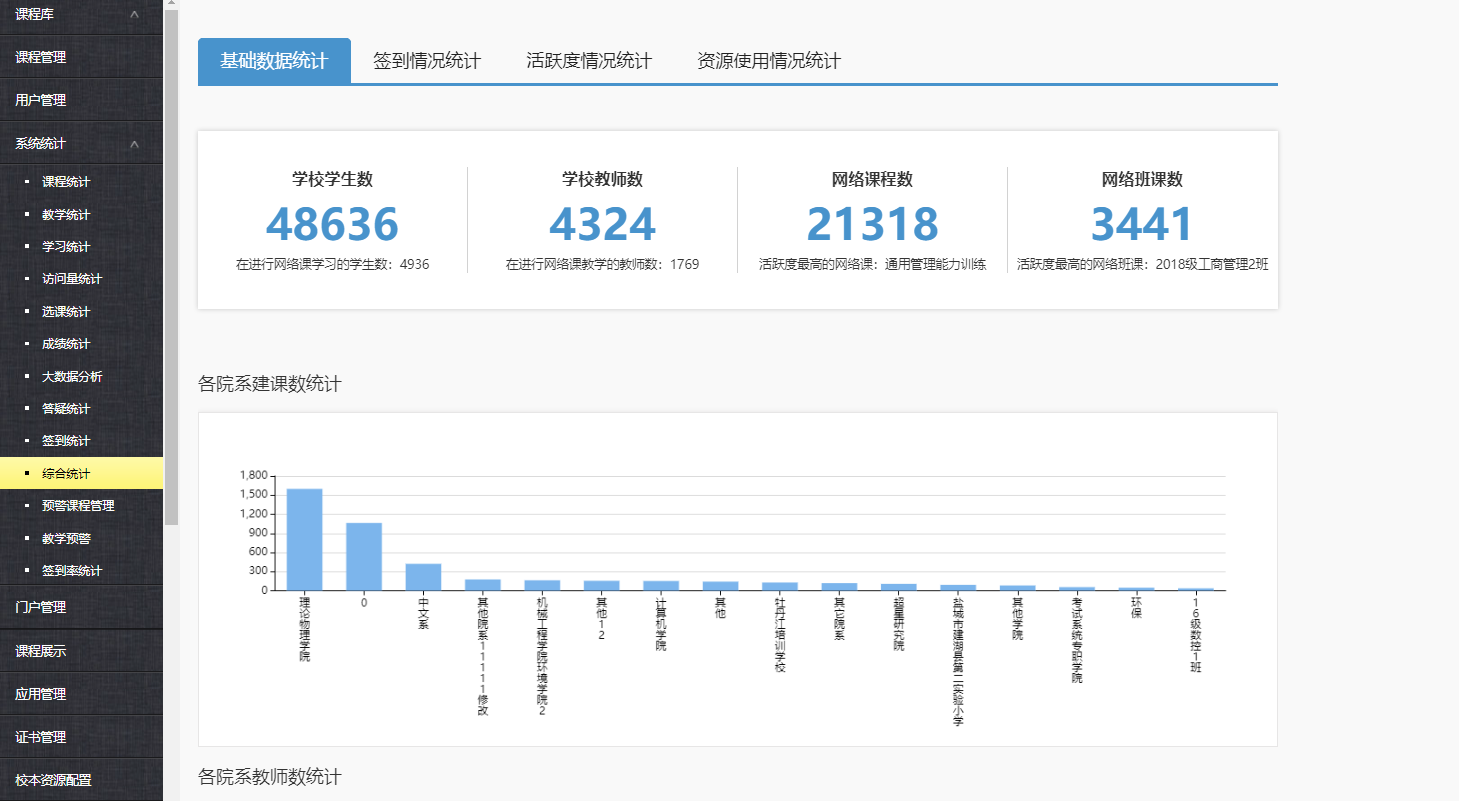 课程库
课程管理
用户管理
系统统计
课程统计
教学统计
学习统计
访问量统计
选课统计
成绩统计
大数据分析
答疑统计
签到统计
综合统计
预警课程管理
教学预警
签到率统计
门户管理
课程展示
应用管理
证书管理
校本资源配置
基础数据统计 签到情况统计 活跃度情况统计 资源使用情况统计
学校学生数
48636
在进行网络课学习的学生数：4936
学校教师数
4324
在进行网络课教学的教师数：1769
网络课程数
21318
活跃度最高的网络课：通用管理能力训练
网络班课数
3441
活跃度最高的网络班课：2018级工商管理2班
各院系建课数统计
1,800
1,500
1,200
900
600
300
0
理论物理学院
0
中文系
其他院系11111修改
机械工程学院环境学院2
其他12
计算机学院
其他
牡丹江培训学校
其它院系
超星研究院
盐城市建湖县第二实验小学
其他学院
考试系统专职学院
环保
16级数控1班
各院系教师数统计